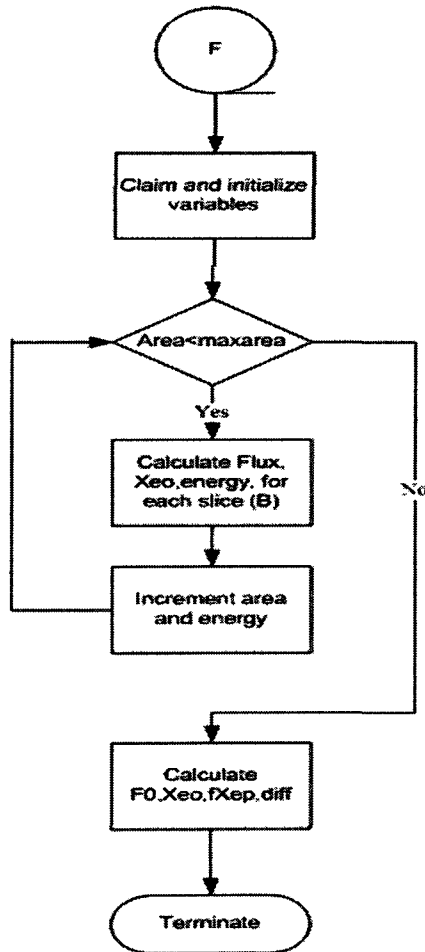 F
Claim and initialize
variables
Area<maxarea
Yes
Calculate Flux,
Xeo,energy, for
each slice (B)
No
Increment area
and energy
Calculate
F0,Xeo,fXep,diff
Terminate